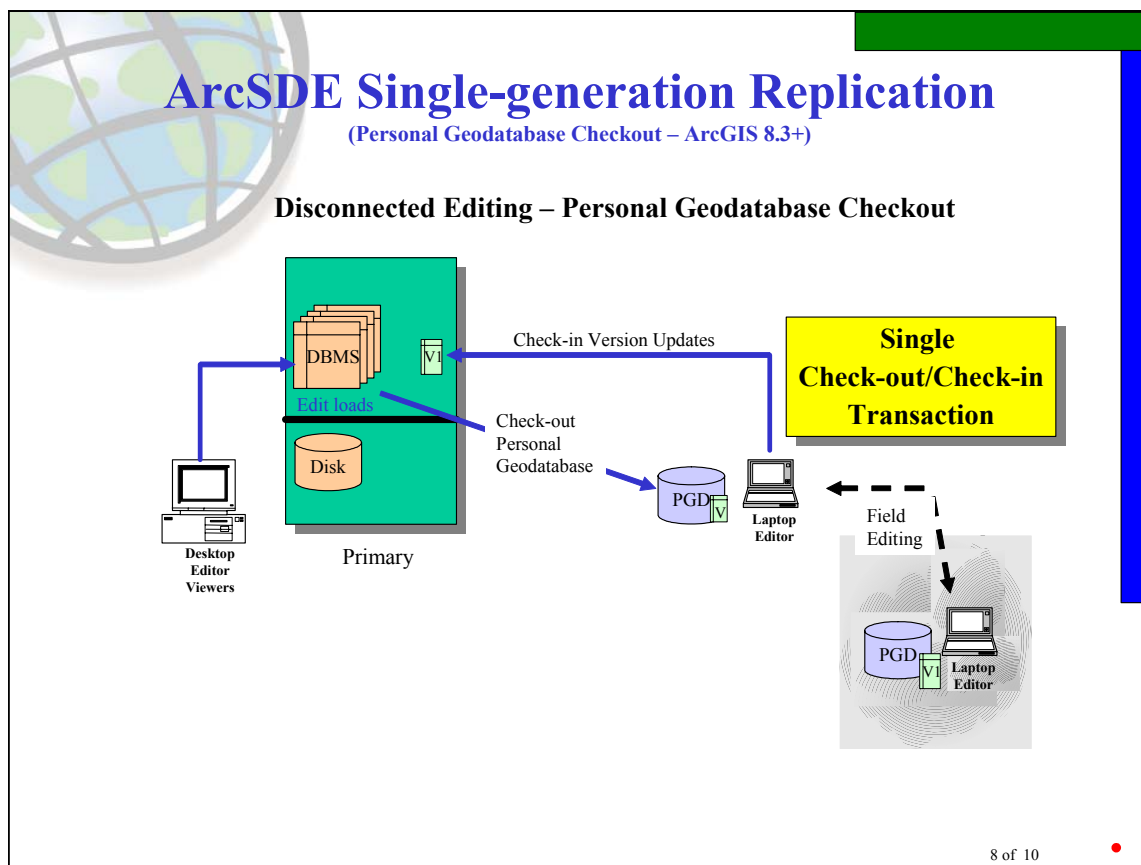 ArcSDE Single-generation Replication
(Personal Geodatabase Checkout – ArcGIS 8.3+)
Disconnected Editing – Personal Geodatabase Checkout
DBMS
V1
Edit loads
Disk
Primary
Desktop
Editor
Viewers
Check-in Version Updates
Check-out
Personal
Geodatabase
PGD
V
Laptop
Editor
Single
Check-out/Check-in
Transaction
Field
Editing
PGD
V1
Laptop
Editor
8 of 10